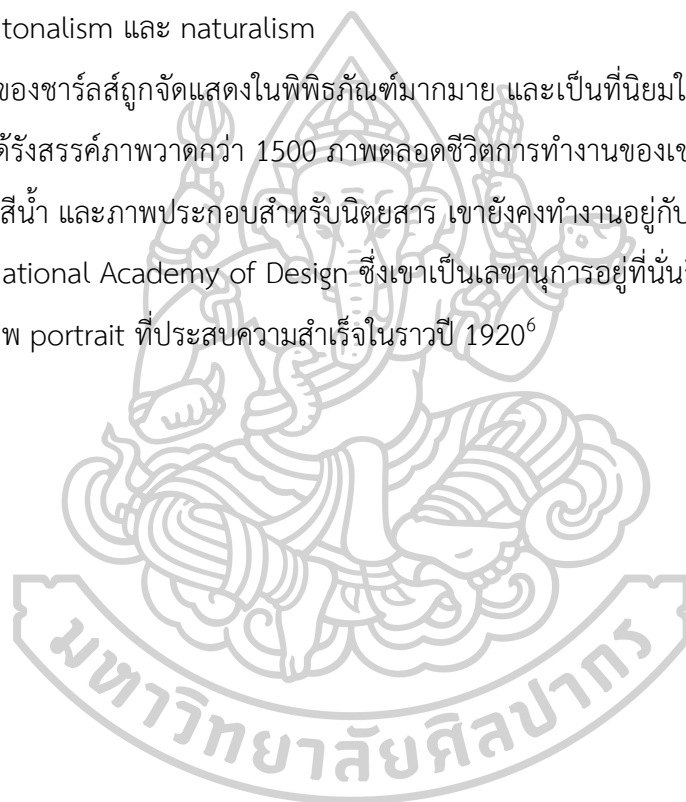 tonalism และ naturalism
ของชาร์ลส์ถูกจัดแสดงในพิพิธภัณฑ์มากมาย และเป็นที่นิยมใ
ด้รังสรรค์ภาพวาดกว่า 1500 ภาพตลอดชีวิตการทำงานของเข
สีน้ำ และภาพประกอบสำหรับนิตยสาร เขายังคงทำงานอยู่กับ
ational Academy of Design ซึ่งเขาเป็นเลขานุการอยู่ที่นั่น
พ portrait ที่ประสบความสำเร็จในราวปี 1920⁶
มหาวิทยาลัยศิลปากร